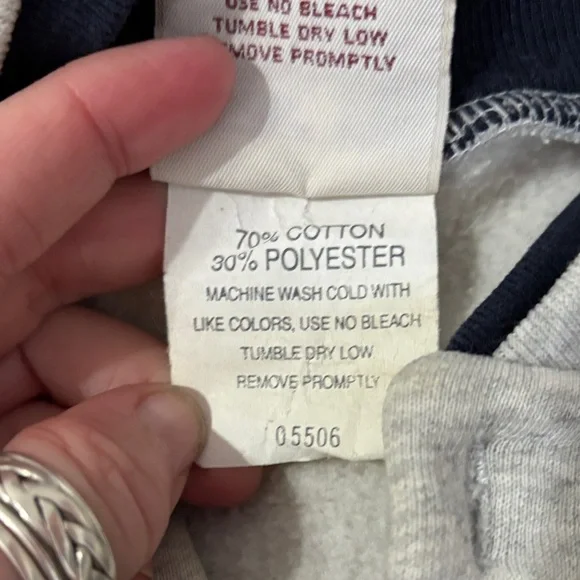 USE NO BLEACH
TUMBLE DRY LOW
REMOVE PROMPTLY
70% COTTON
30% POLYESTER
MACHINE WASH COLD WITH
LIKE COLORS, USE NO BLEACH
TUMBLE DRY LOW
REMOVE PROMPTLY
05506